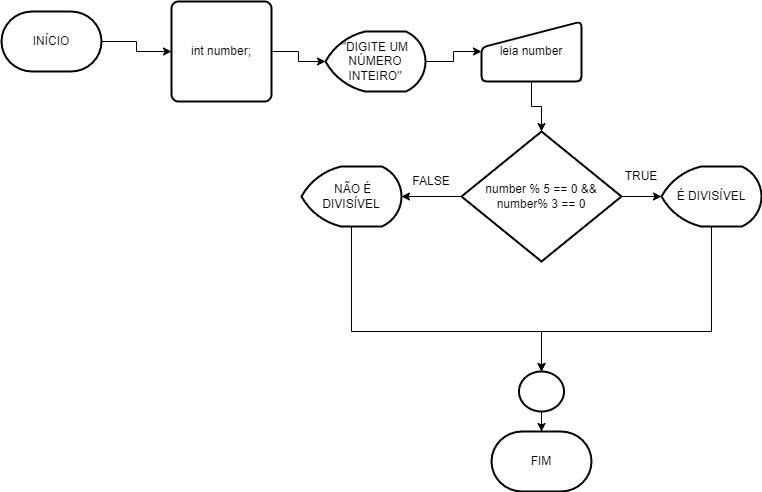 INÍCIO
int number;
"DIGITE UM
NÚMERO
INTEIRO"
leia number
number % 5 == 0 &&
number% 3 == 0
FALSE
TRUE
NÃO É
DIVISÍVEL
É DIVISÍVEL
FIM